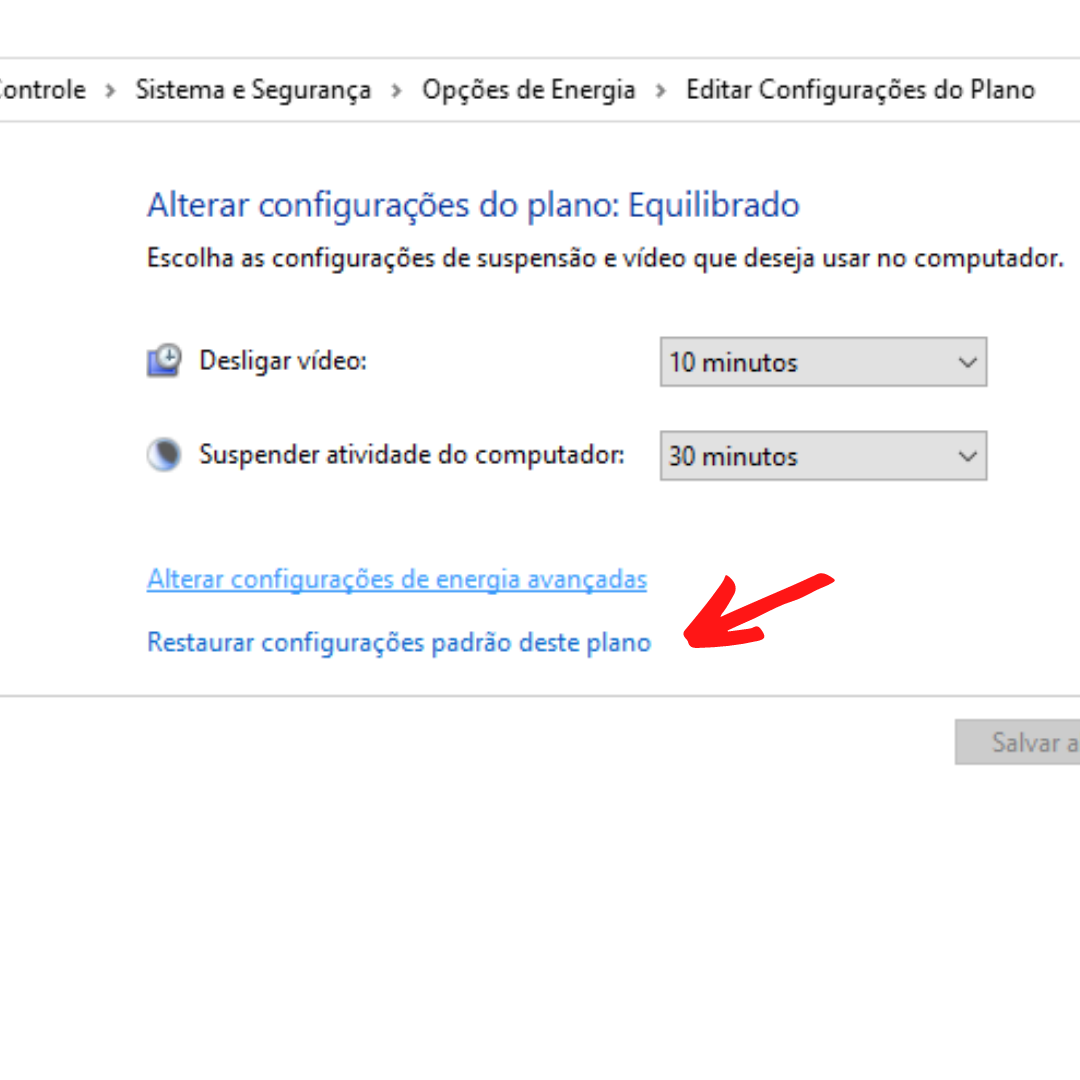 Controle > Sistema e Segurança > Opções de Energia > Editar Configurações do Plano
Alterar configurações do plano: Equilibrado
Escolha as configurações de suspensão e vídeo que deseja usar no computador.
Desligar vídeo: 10 minutos
Suspender atividade do computador: 30 minutos
Alterar configurações de energia avançadas
Restaurar configurações padrão deste plano
Salvar a